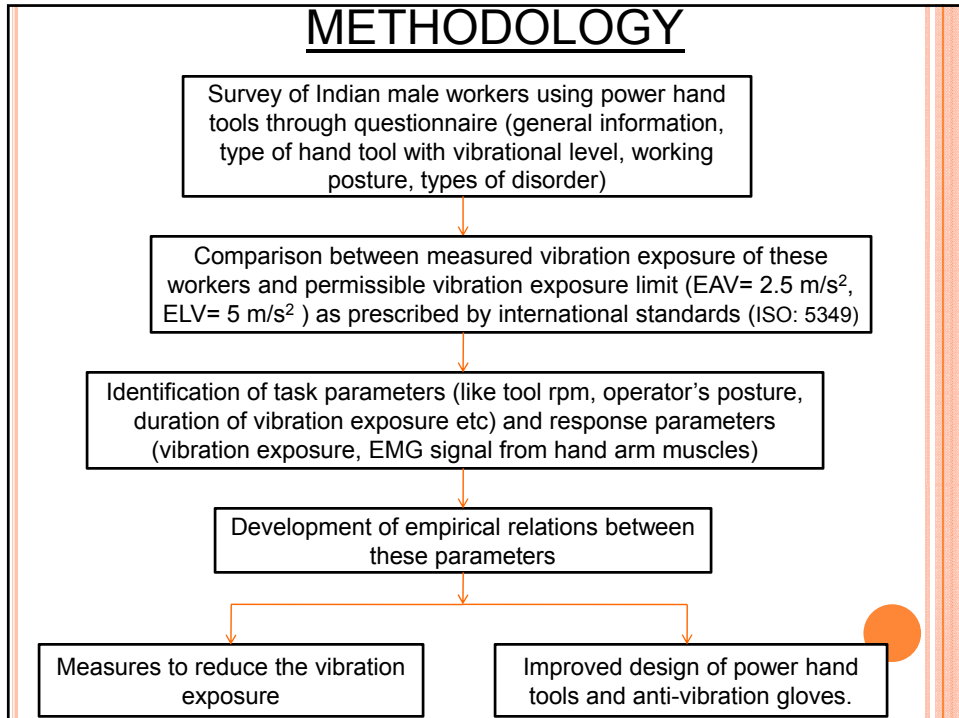 METHODOLOGY
Survey of Indian male workers using power hand
tools through questionnaire (general information,
type of hand tool with vibrational level, working
posture, types of disorder)
Comparison between measured vibration exposure of these
workers and permissible vibration exposure limit (EAV= 2.5 m/s²,
ELV= 5 m/s² ) as prescribed by international standards (ISO: 5349)
Identification of task parameters (like tool rpm, operator’s posture,
duration of vibration exposure etc) and response parameters
(vibration exposure, EMG signal from hand arm muscles)
Development of empirical relations between
these parameters
Measures to reduce the vibration
exposure
Improved design of power hand
tools and anti-vibration gloves.